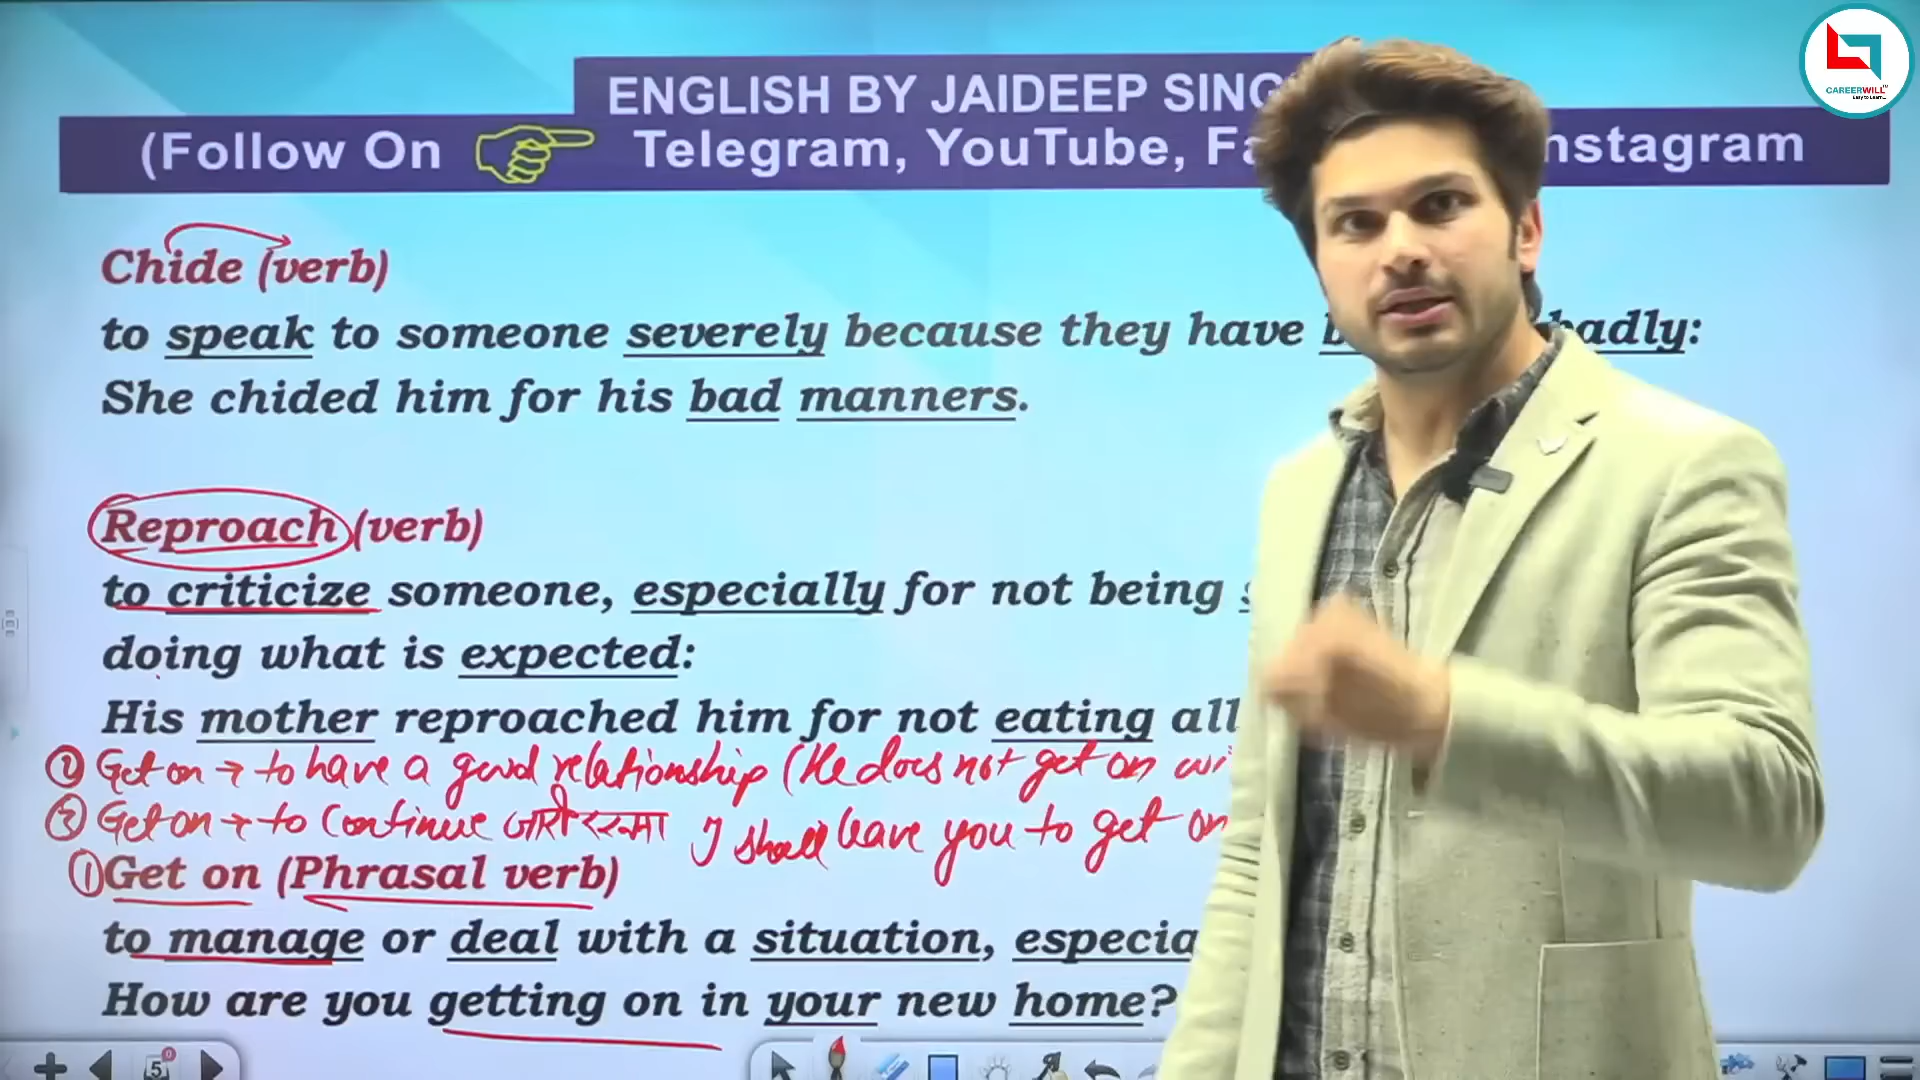 ENGLISH BY JAIDEEP SING
(Follow On Telegram, YouTube, Fa nstagram
CAREERWILL
Chide (verb)
to speak to someone severely because they have b badly:
She chided him for his bad manners.
Reproach (verb)
to criticize someone, especially for not being s
doing what is expected:
His mother reproached him for not eating all
② Get on → to have a good relationship (He does not get on wi
③ Get on → to continue जारी रखना I shall leave you to get on
① Get on (Phrasal verb)
to manage or deal with a situation, especia
How are you getting on in your new home?
5